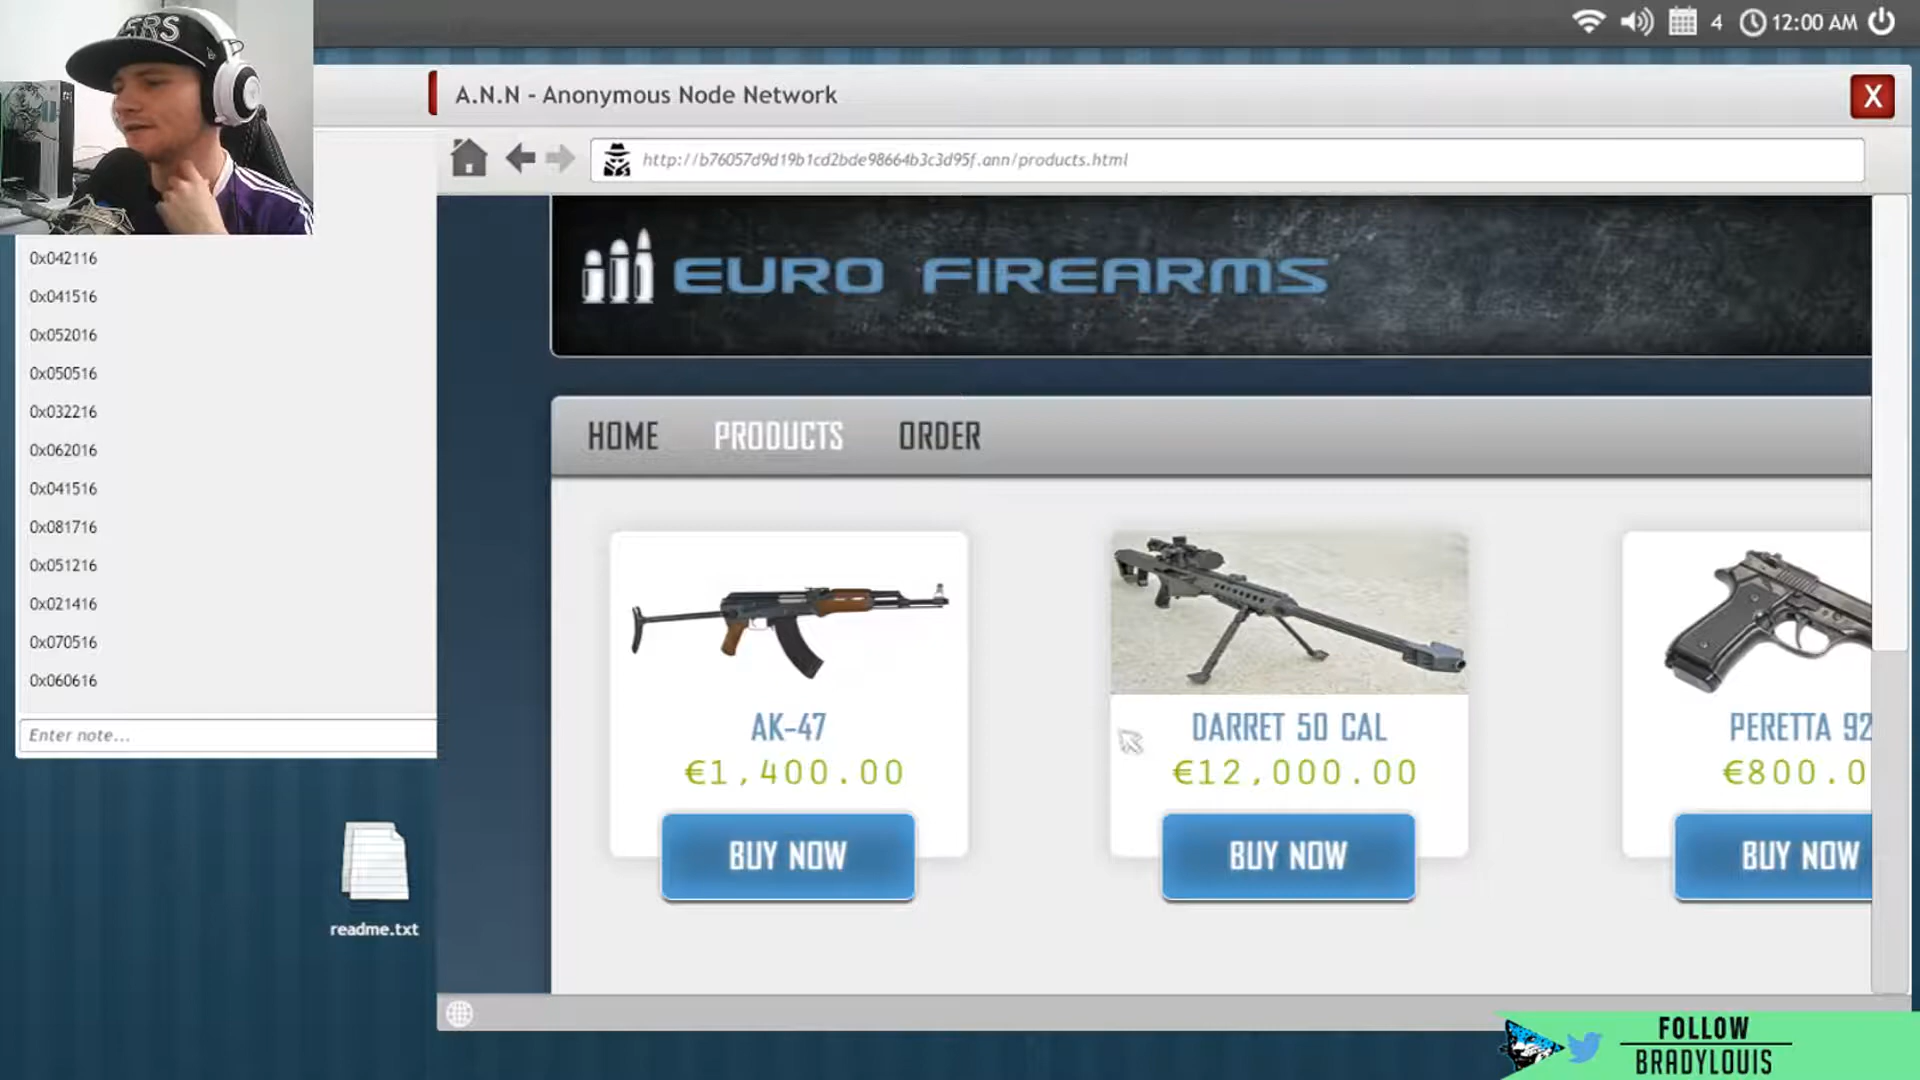 4 12:00 AM
A.N.N - Anonymous Node Network
X
http://b76057d9d19b1cd2bde98664b3c3d95f.ann/products.html
EURO FIREARMS
HOME PRODUCTS ORDER
0x042116
0x041516
0x052016
0x050516
0x032216
0x062016
0x041516
0x081716
0x051216
0x021416
0x070516
0x060616
Enter note...
readme.txt
AK-47
€1,400.00
BUY NOW
DARRET 50 CAL
€12,000.00
BUY NOW
PERETTA 92
€800.0
BUY NOW
FOLLOW
BRADYLOUIS